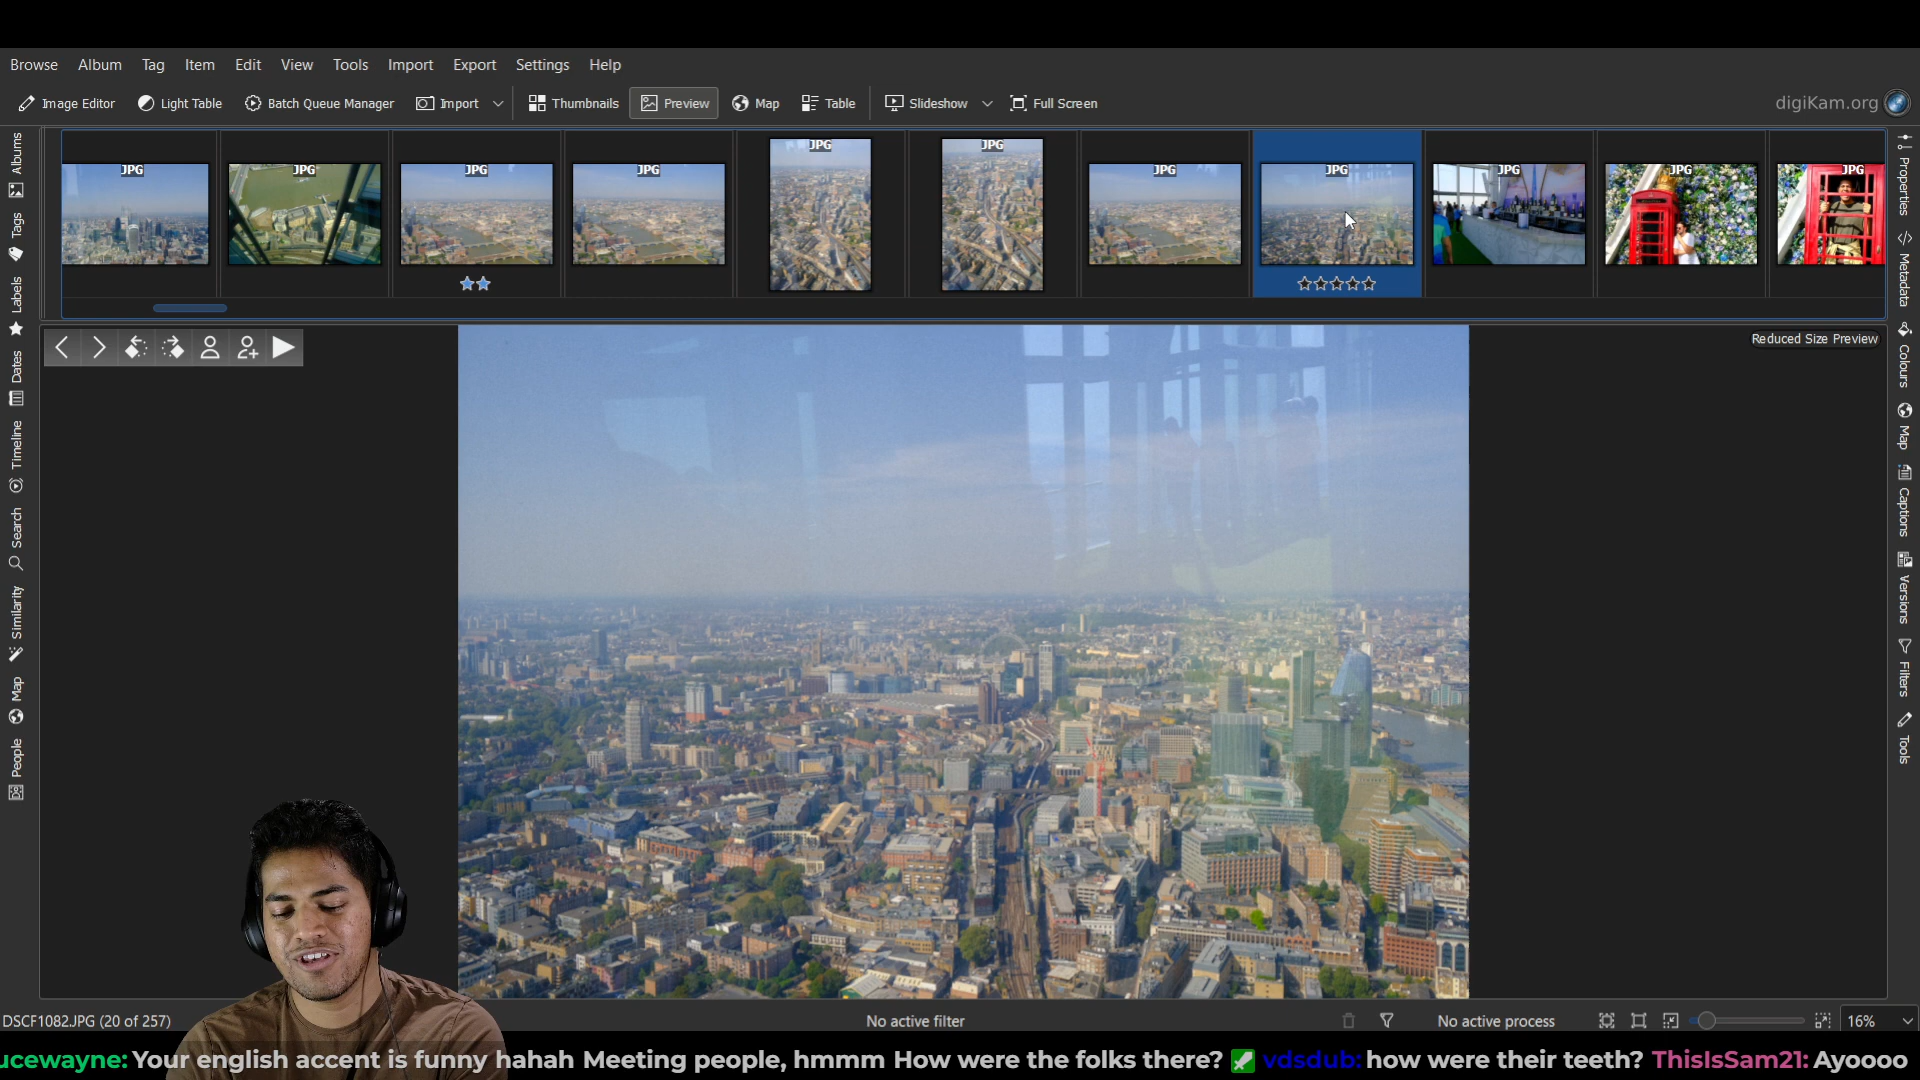 Browse Album Tag Item Edit View Tools Import Export Settings Help
Image Editor Light Table Batch Queue Manager Import Thumbnails Preview Map Table Slideshow Full Screen digiKam.org
JPG JPG JPG JPG JPG JPG JPG JPG JPG JPG JPG
Albums
Tags
Labels
Dates
Timeline
Search
Similarity
Map
People
Reduced Size Preview
Properties
Metadata
Colours
Map
Captions
Versions
Filters
Tools
DSCF1082.JPG (20 of 257) No active filter No active process 16%
ucewayne: Your english accent is funny hahah Meeting people, hmmm How were the folks there? vdsdub: how were their teeth? ThisIsSam21: Ayoooo